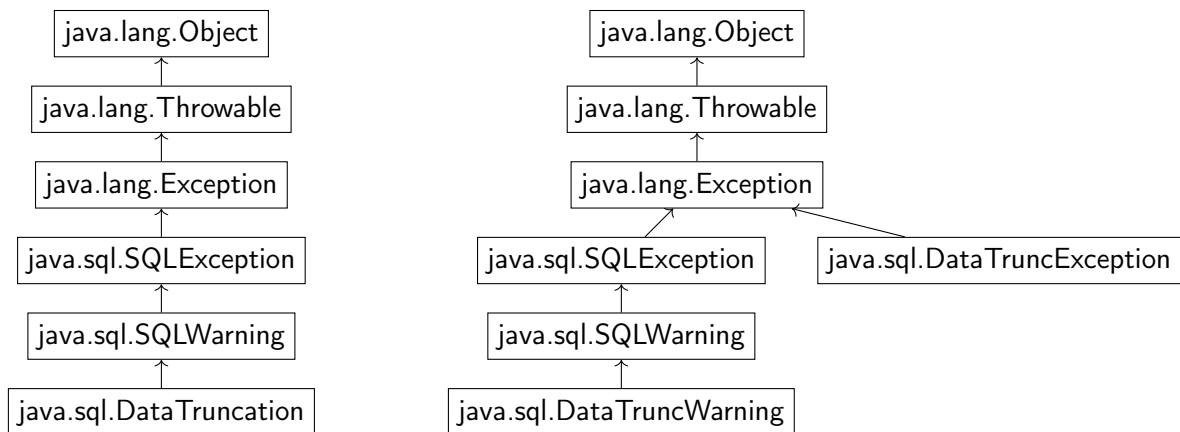 java.lang.Object
java.lang.Throwable
java.lang.Exception
java.sql.SQLException
java.sql.SQLWarning
java.sql.DataTruncation
java.lang.Object
java.lang.Throwable
java.lang.Exception
java.sql.SQLException
java.sql.DataTruncException
java.sql.SQLWarning
java.sql.DataTruncWarning